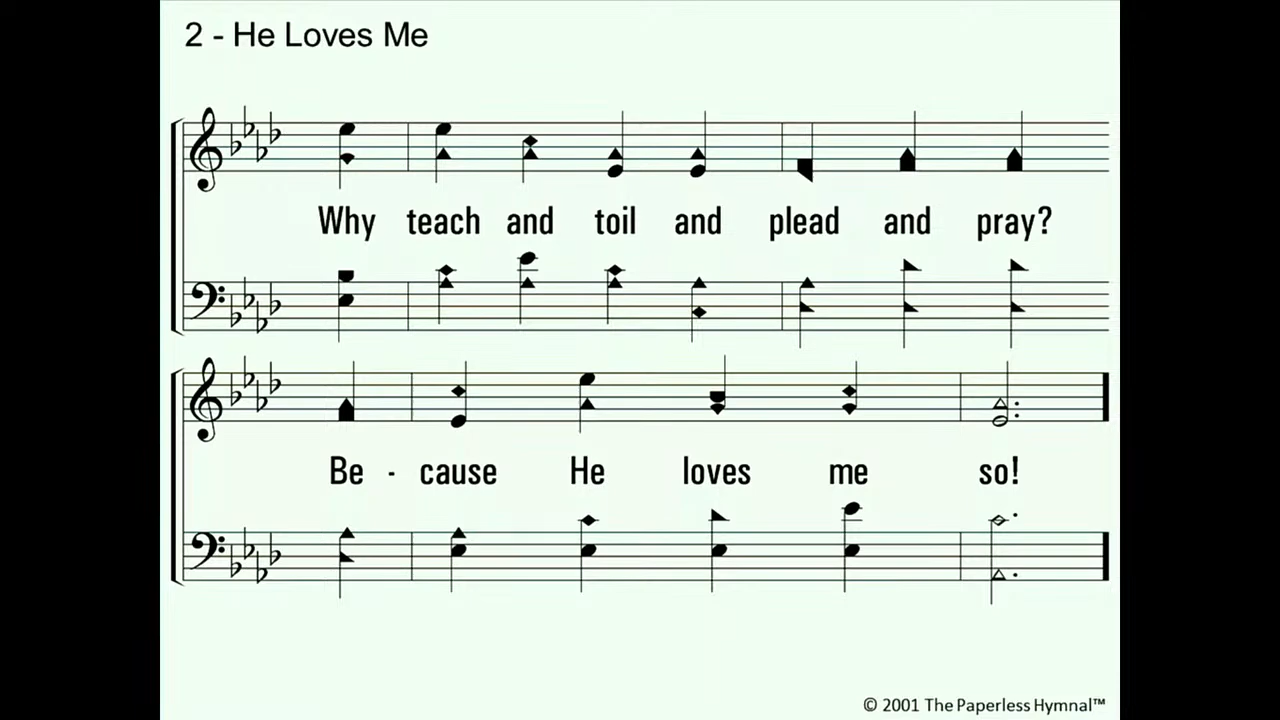 2 - He Loves Me
Why teach and toil and plead and pray?
Be - cause He loves me so!
© 2001 The Paperless Hymnal™